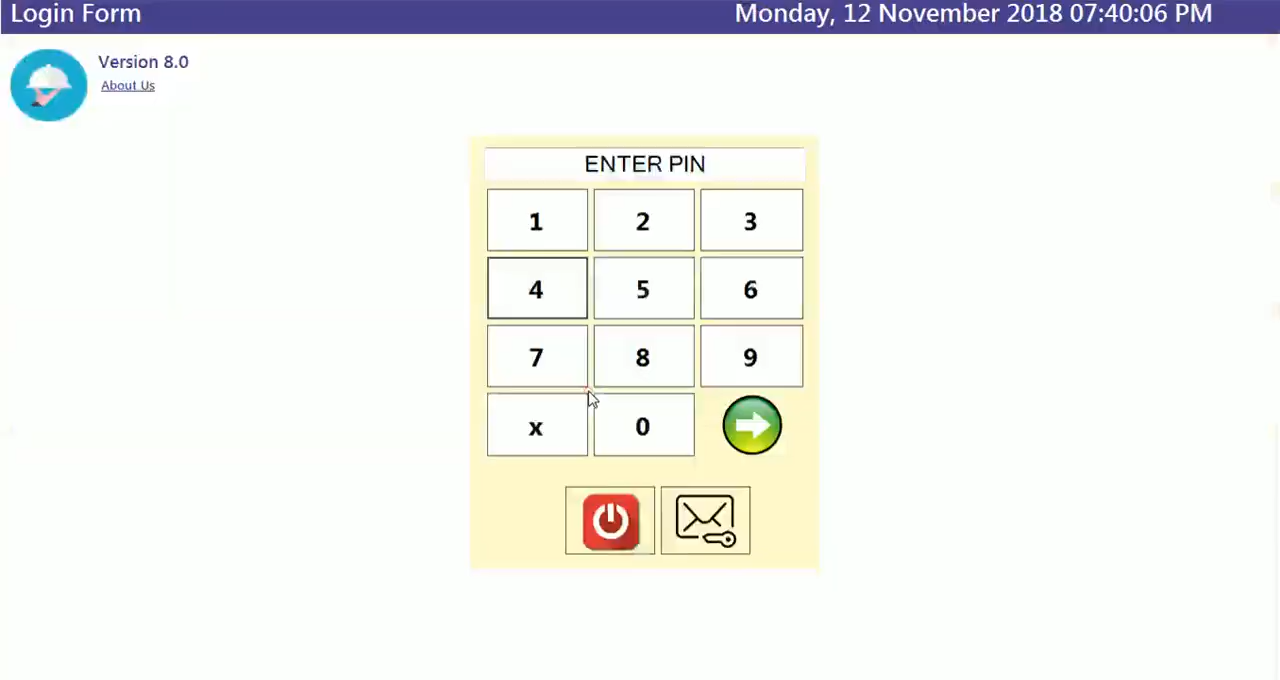 Login Form
Monday, 12 November 2018 07:40:06 PM
Version 8.0
About Us
ENTER PIN
1 2 3
4 5 6
7 8 9
x 0